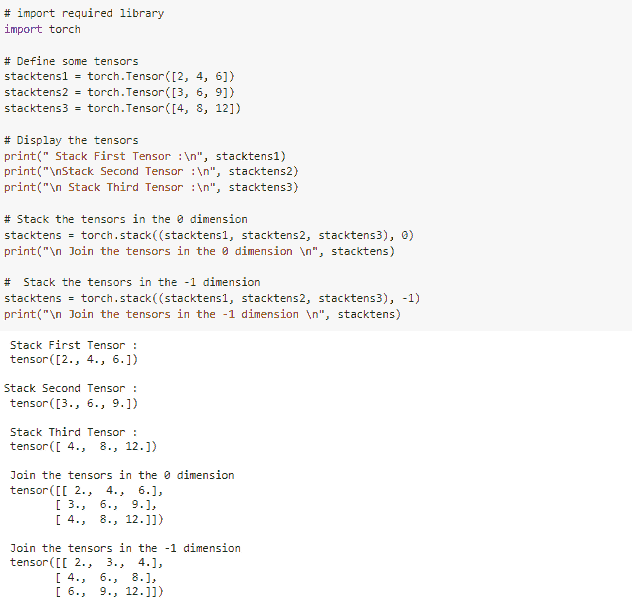 # import required library
import torch
# Define some tensors
stacktens1 = torch.Tensor([2, 4, 6])
stacktens2 = torch.Tensor([3, 6, 9])
stacktens3 = torch.Tensor([4, 8, 12])
# Display the tensors
print(" Stack First Tensor :\n", stacktens1)
print("\nStack Second Tensor :\n", stacktens2)
print("\n Stack Third Tensor :\n", stacktens3)
# Stack the tensors in the 0 dimension
stacktens = torch.stack((stacktens1, stacktens2, stacktens3), 0)
print("\n Join the tensors in the 0 dimension \n", stacktens)
#  Stack the tensors in the -1 dimension
stacktens = torch.stack((stacktens1, stacktens2, stacktens3), -1)
print("\n Join the tensors in the -1 dimension \n", stacktens)
 Stack First Tensor :
 tensor([2., 4., 6.])
Stack Second Tensor :
 tensor([3., 6., 9.])
 Stack Third Tensor :
 tensor([ 4.,  8., 12.])
 Join the tensors in the 0 dimension
 tensor([[ 2.,  4.,  6.],
        [ 3.,  6.,  9.],
        [ 4.,  8., 12.]])
 Join the tensors in the -1 dimension
 tensor([[ 2.,  3.,  4.],
        [ 4.,  6.,  8.],
        [ 6.,  9., 12.]])